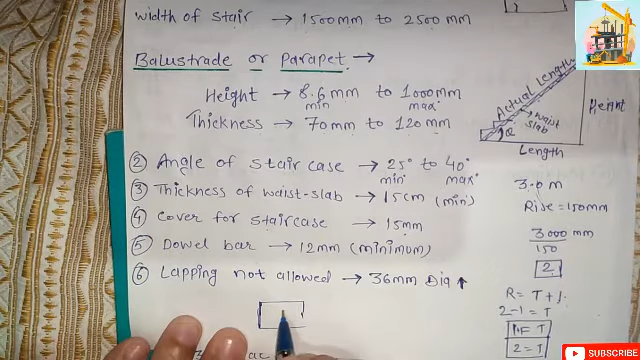 width of stair → 1500mm to 2500 mm
Balustrade or Parapet →
Height → 8.6mm to 1000mm
min max
Thickness → 70mm to 120mm
② Angle of stair case → 25° to 40°
min max
③ Thickness of waist-slab → 15cm (min)
④ Cover for staircase → 15mm
⑤ Dowel bar → 12mm (minimum)
⑥ Lapping not allowed → 36mm Dia ↑
Actual Length
waist
slab
Height
Length
3.0m
Rise = 150mm
3000 mm
150
2
R = T + 1
2-1 = T
1 = T
2 = T
SUBSCRIBE